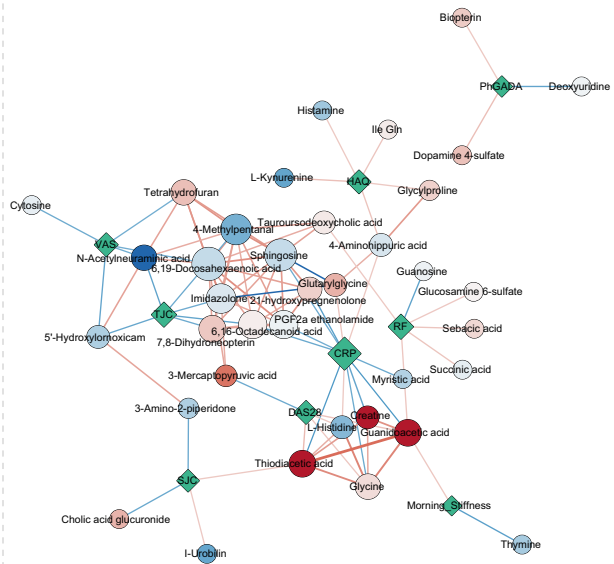 Biopterin
PhGADA
Deoxyuridine
Histamine
Ile Gln
Dopamine 4-sulfate
L-Kynurenine
HAQ
Glycylproline
Tetrahydrofuran
Cytosine
Tauroursodeoxycholic acid
4-Methylpentanal
VAS
4-Aminohippuric acid
N-Acetylneuraminic acid
Sphingosine
6,19-Docosahexaenoic acid
Guanosine
Glutarylglycine
Glucosamine 6-sulfate
Imidazolone
21-hydroxypregnenolone
TJC
PGF2a ethanolamide
RF
Sebacic acid
6,16-Octadecanoid acid
5'-Hydroxylornoxicam
7,8-Dihydroneopterin
CRP
Succinic acid
3-Mercaptopyruvic acid
Myristic acid
3-Amino-2-piperidone
DAS28
Creatine
L-Histidine
Guanidoacetic acid
Thiodiacetic acid
SJC
Glycine
Morning_Stiffness
Cholic acid glucuronide
Thymine
I-Urobilin